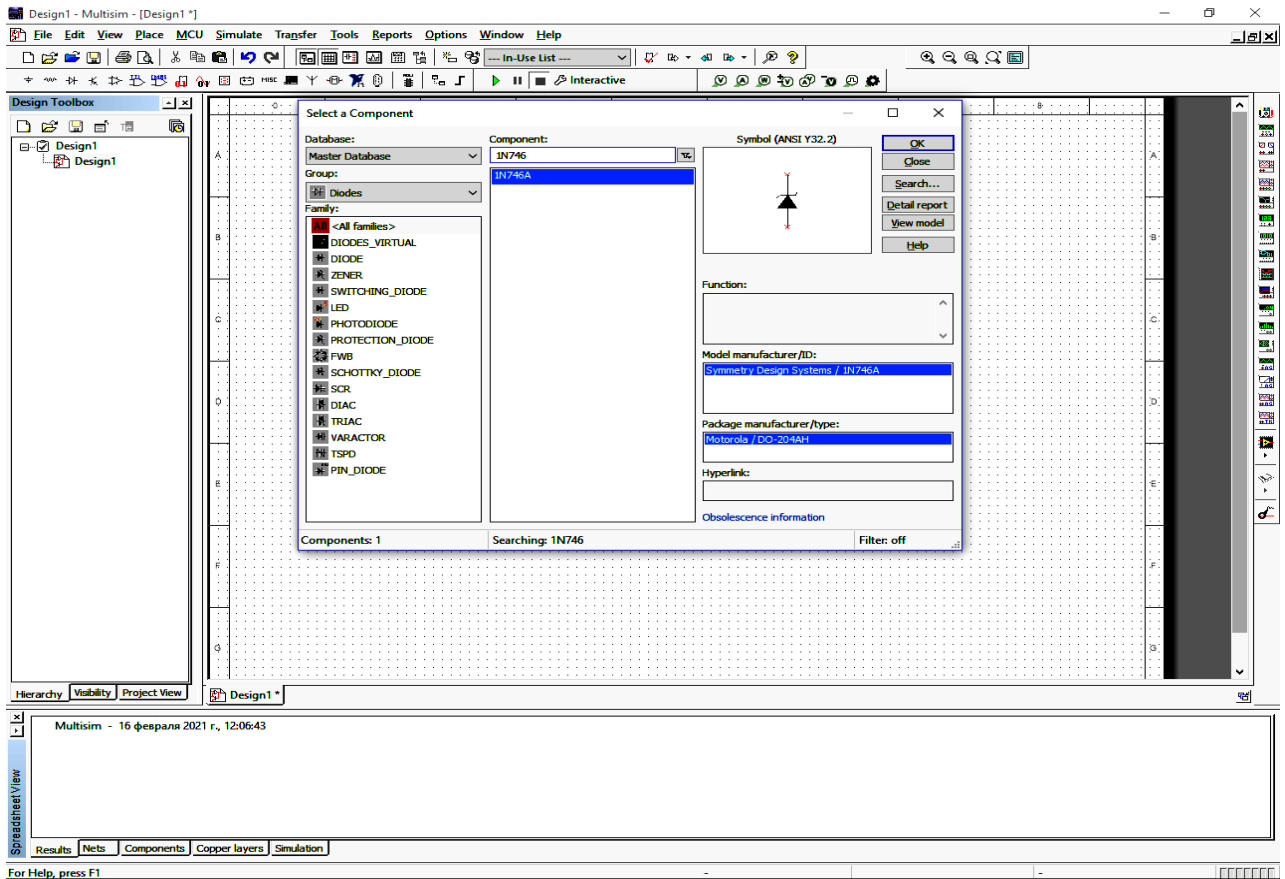 Design1 - Multisim - [Design1 *]
File Edit View Place MCU Simulate Transfer Tools Reports Options Window Help
--- In-Use List ---
MISC Interactive
Design Toolbox
Design1
Design1
Hierarchy Visibility Project View
0 8
A A
B B
C C
D D
E E
F F
G G
Select a Component
Database:
Master Database
Group:
Diodes
Family:
All <All families>
DIODES_VIRTUAL
DIODE
ZENER
SWITCHING_DIODE
LED
PHOTODIODE
PROTECTION_DIODE
FWB
SCHOTTKY_DIODE
SCR
DIAC
TRIAC
VARACTOR
TSPD
PIN_DIODE
Component:
1N746
1N746A
Symbol (ANSI Y32.2)
OK
Close
Search...
Detail report
View model
Help
Function:
Model manufacturer/ID:
Symmetry Design Systems / 1N746A
Package manufacturer/type:
Motorola / DO-204AH
Hyperlink:
Obsolescence information
Components: 1 Searching: 1N746 Filter: off
Design1 *
Multisim - 16 февраля 2021 г., 12:06:43
Spreadsheet View
Results Nets Components Copper layers Simulation
For Help, press F1 - -